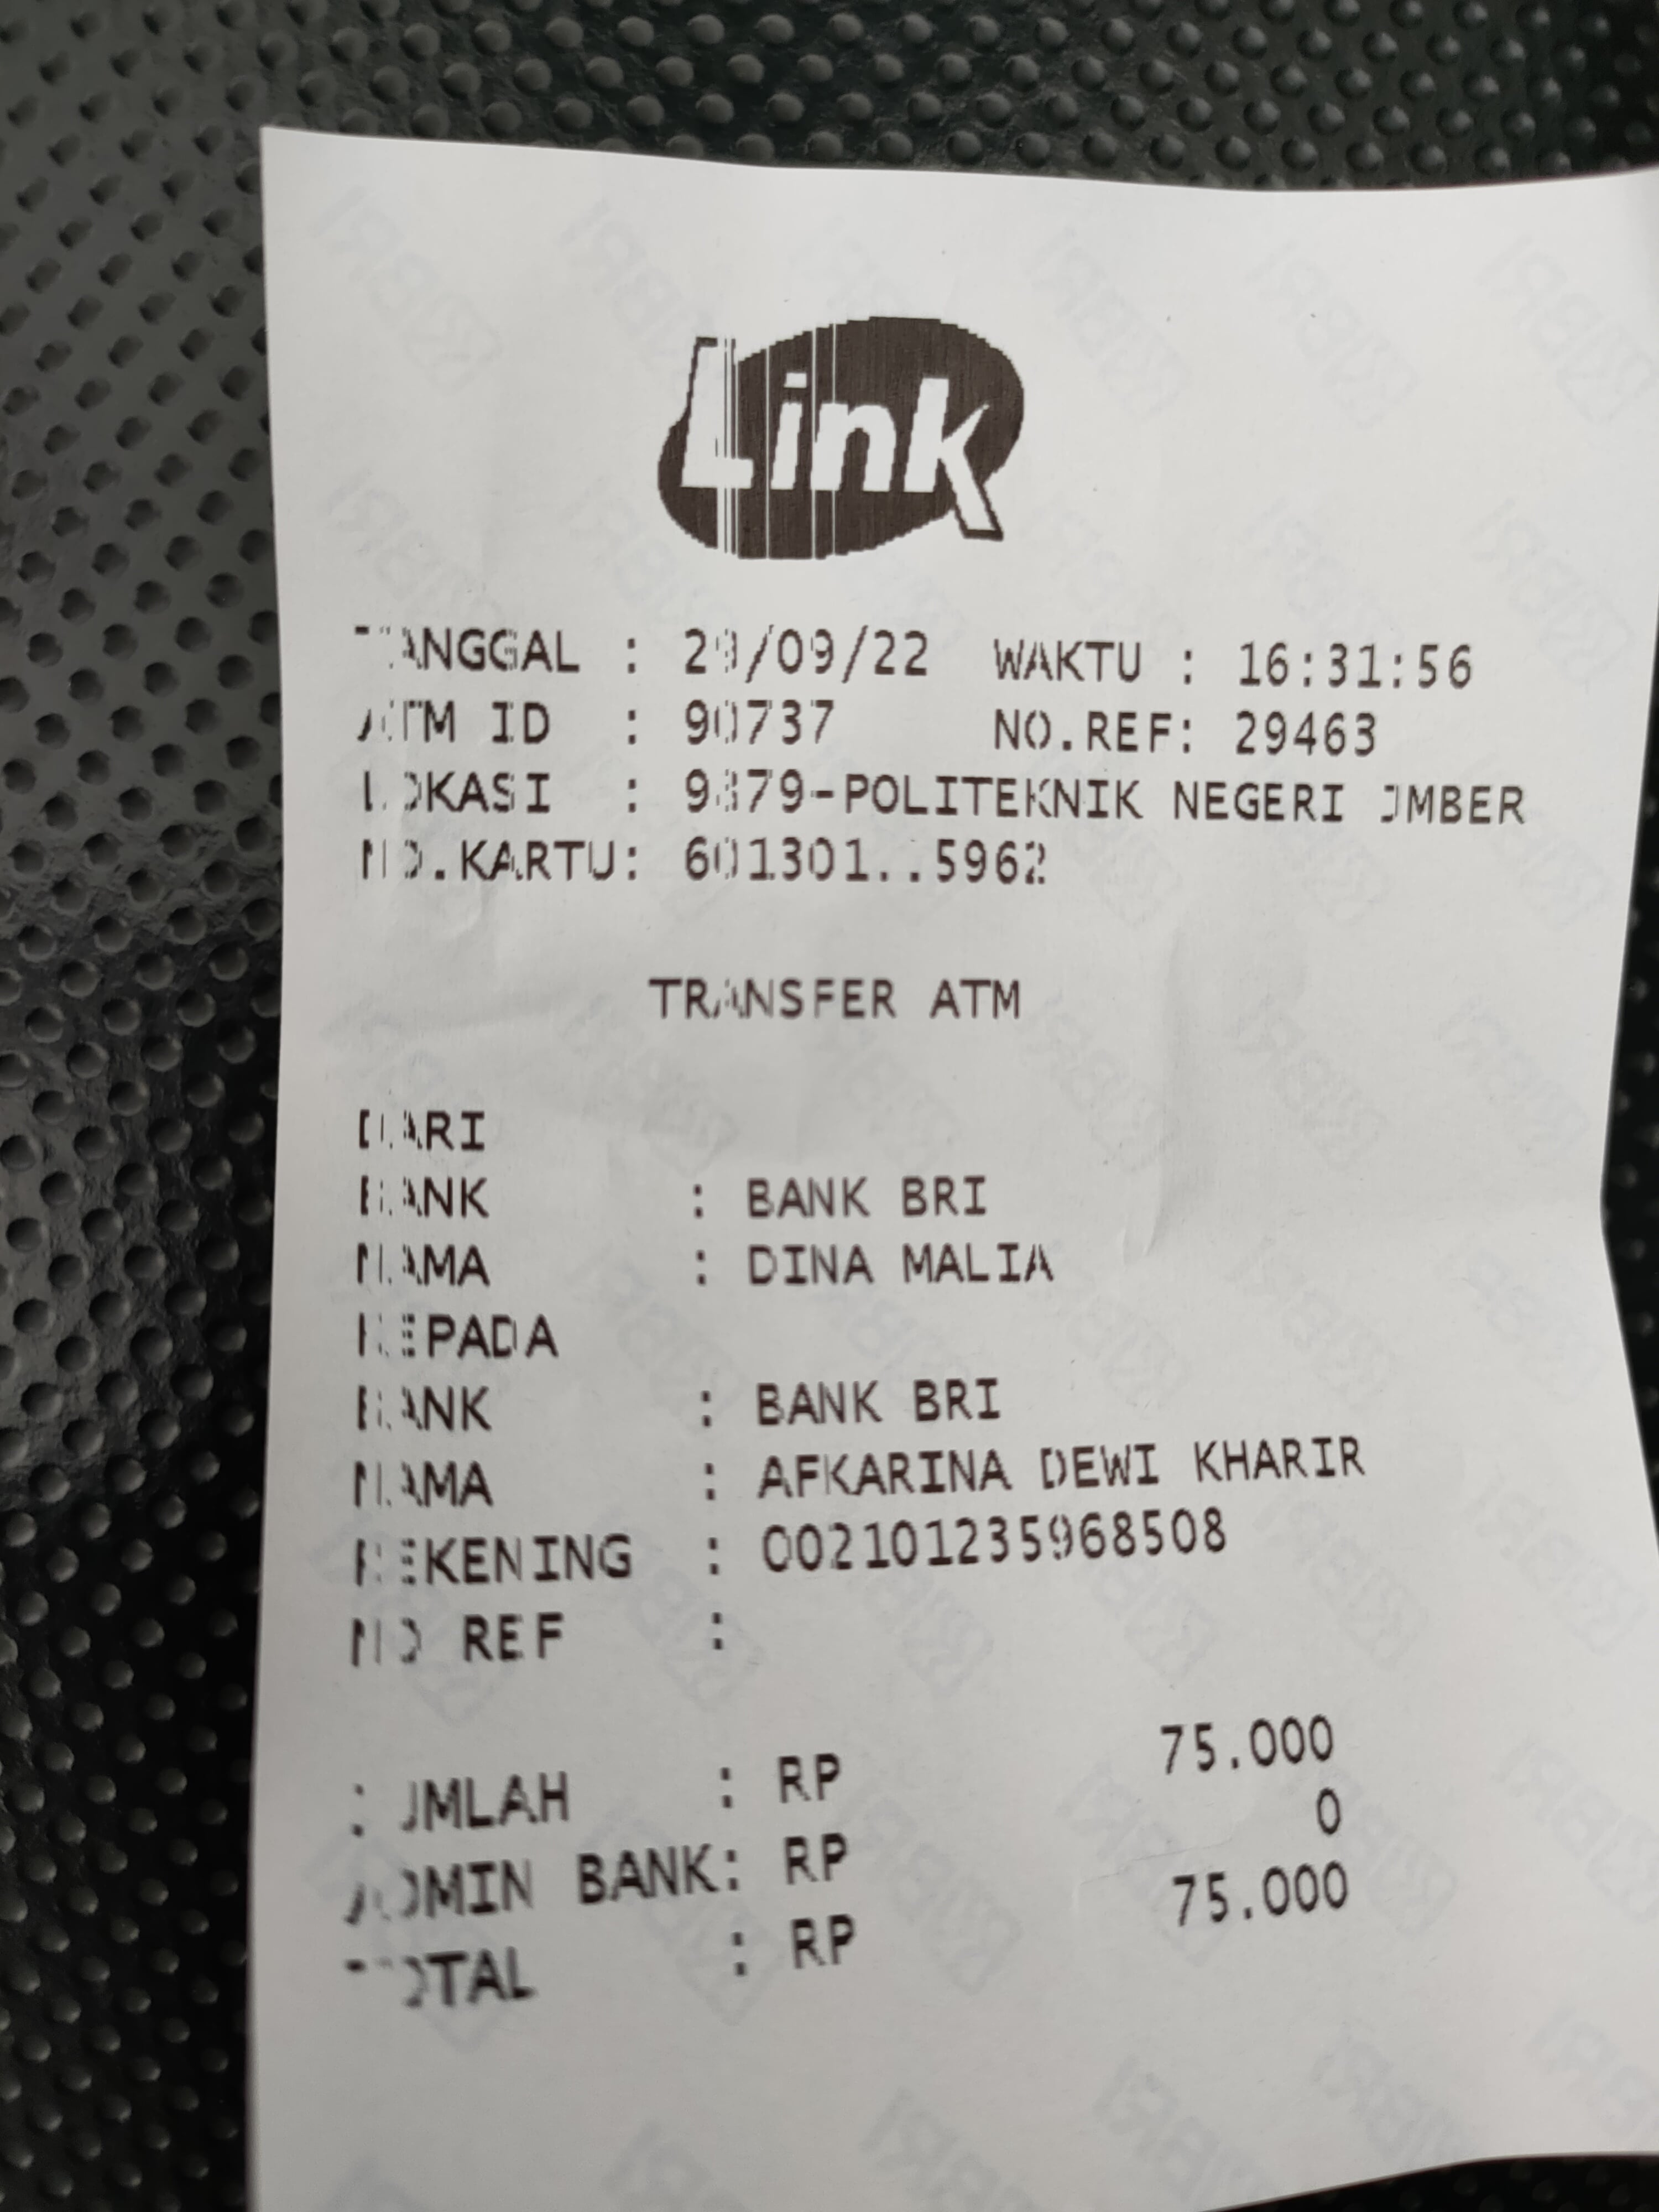 Link
TANGGAL : 29/09/22 WAKTU : 16:31:56
ATM ID : 90737 NO.REF: 29463
LOKASI : 9879-POLITEKNIK NEGERI JMBER
NO.KARTU: 601301..5962
TRANSFER ATM
DARI
BANK : BANK BRI
NAMA : DINA MALIA
KEPADA
BANK : BANK BRI
NAMA : AFKARINA DEWI KHARIR
REKENING : 002101235968508
NO REF :
JUMLAH : RP 75.000
ADMIN BANK: RP 0
TOTAL : RP 75.000